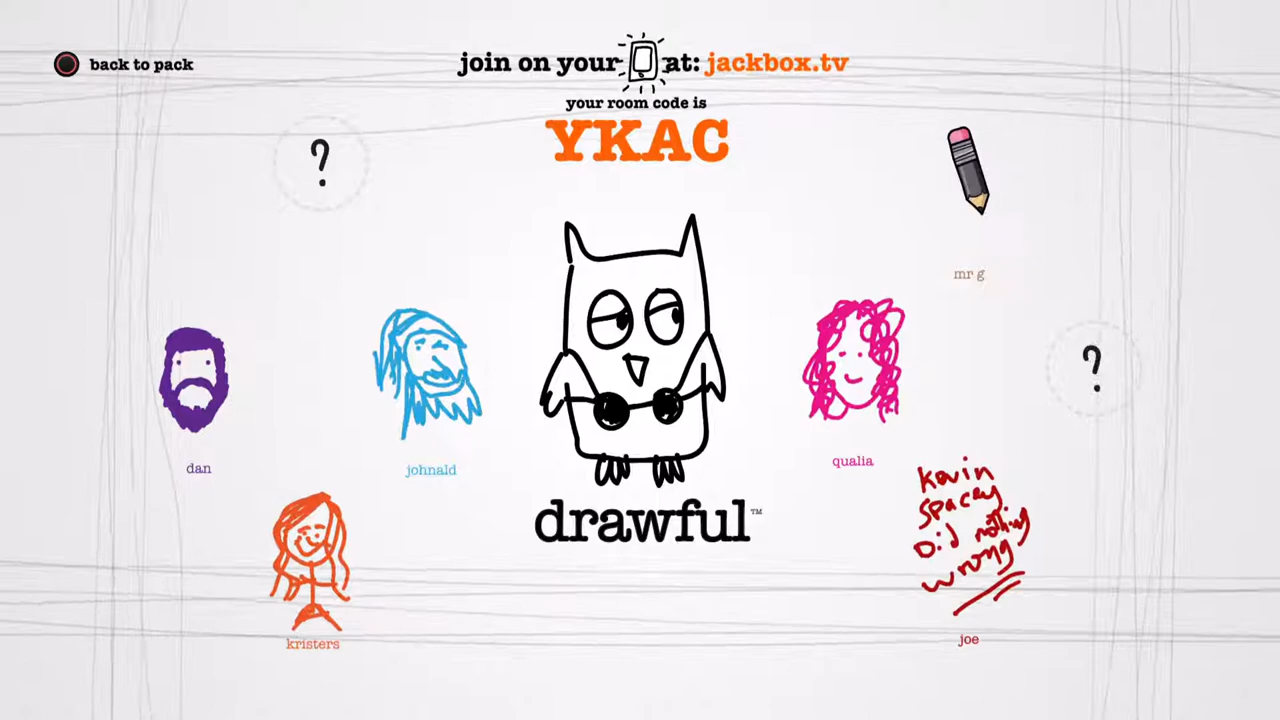 back to pack
join on your at: jackbox.tv
your room code is
YKAC
?
mr g
?
dan
johnald
qualia
Kevin
Spacey
Did nothing
wrong
drawful™
kristers
joe